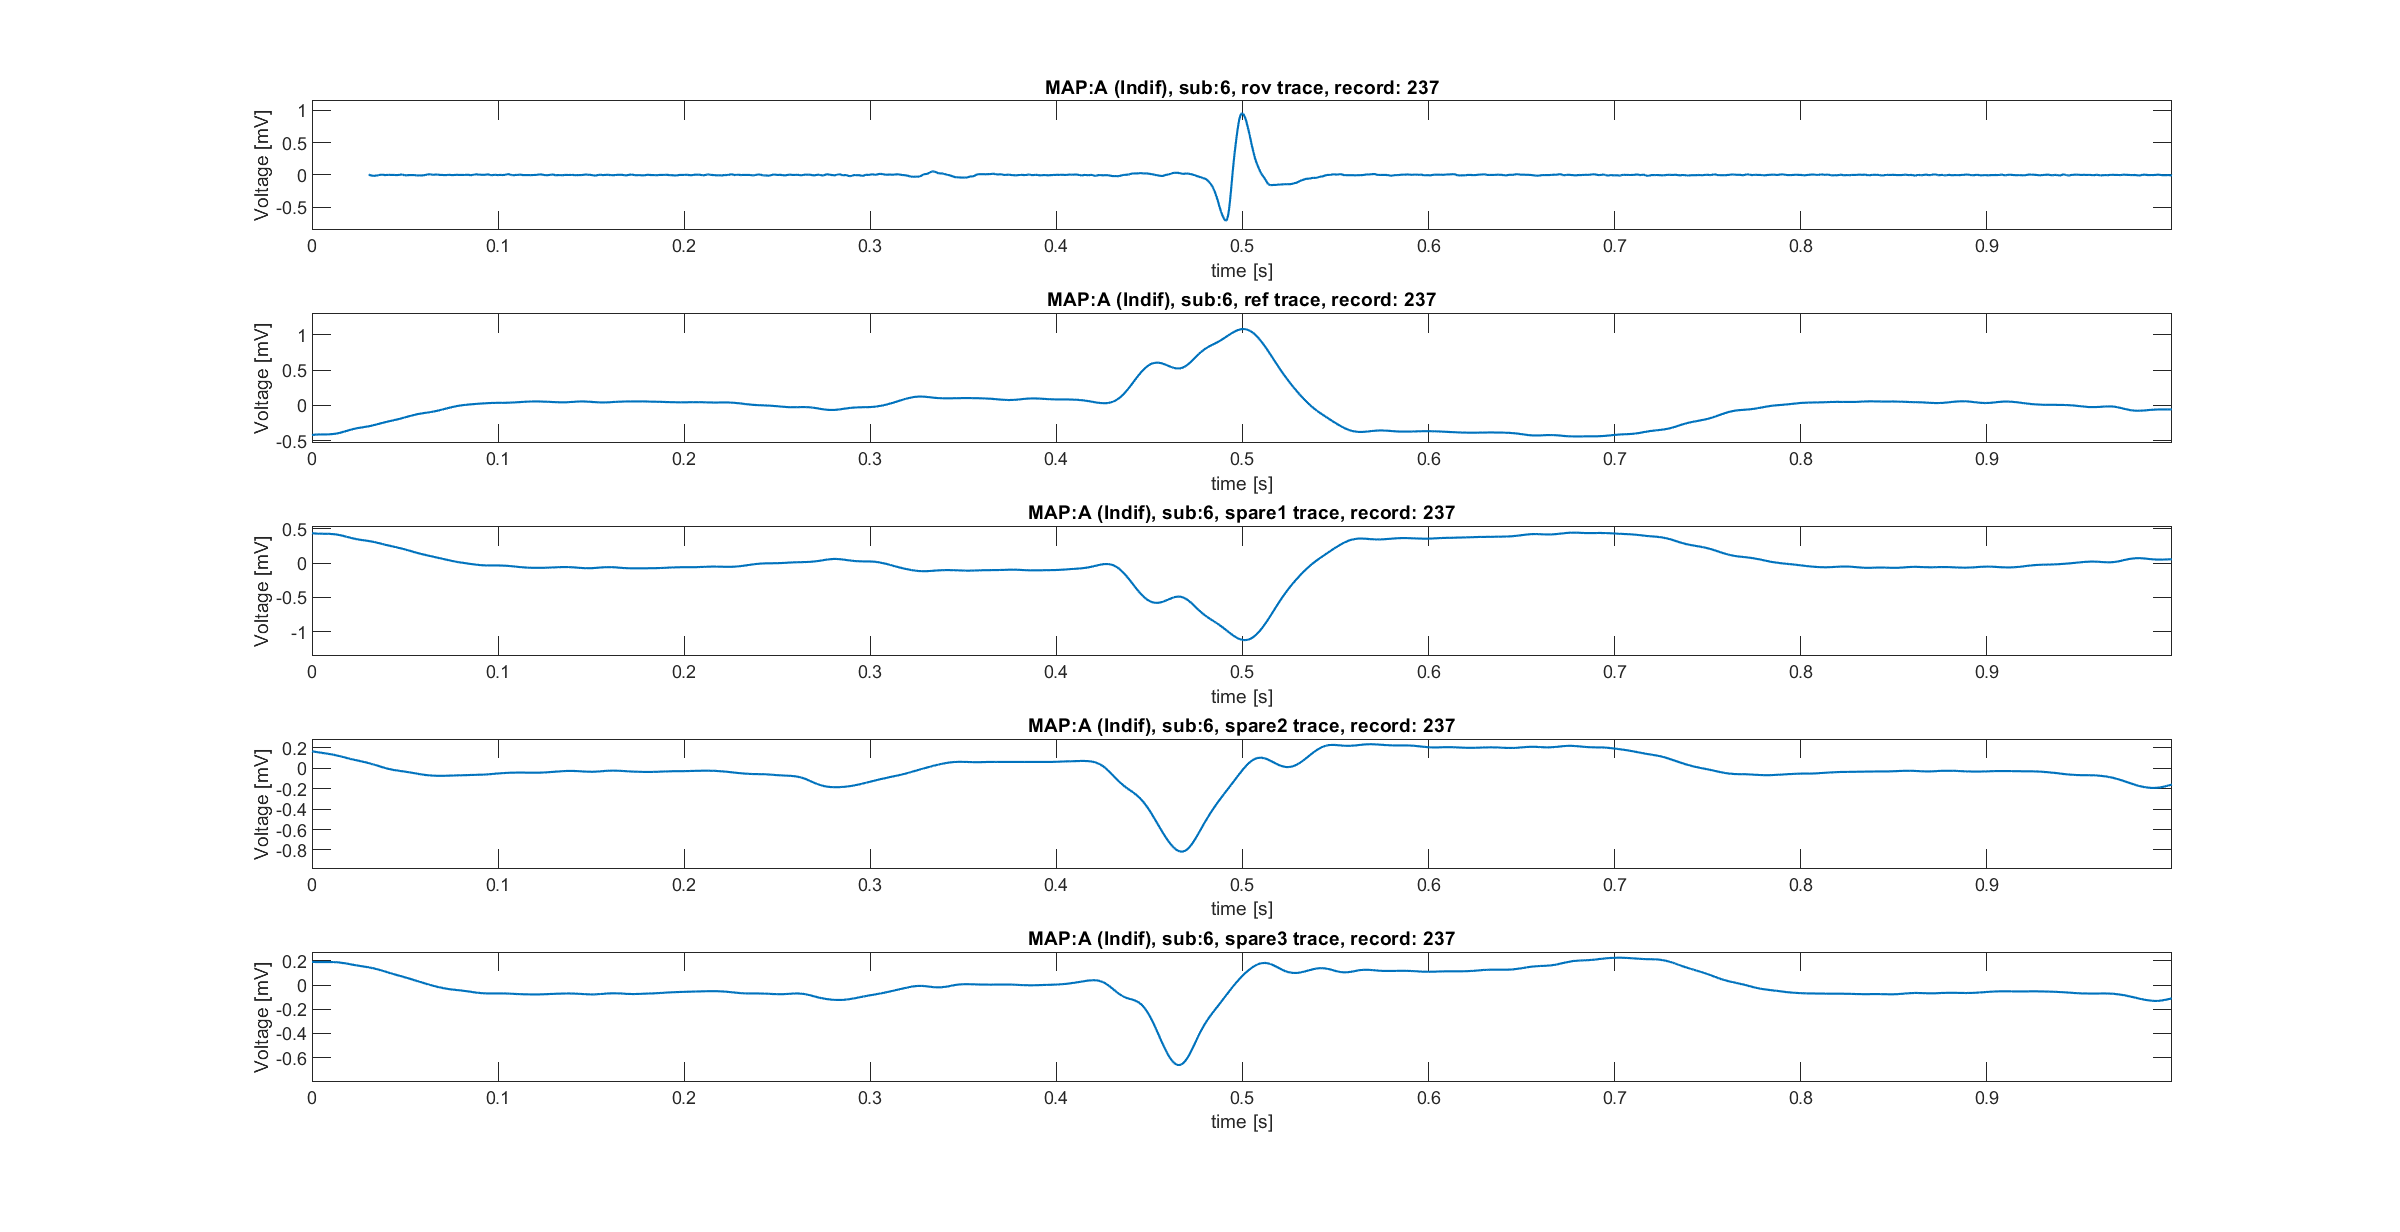 MAP:A (Indif), sub:6, rov trace, record: 237
Voltage [mV]
1
0.5
0
-0.5
0 0.1 0.2 0.3 0.4 0.5 0.6 0.7 0.8 0.9
time [s]
MAP:A (Indif), sub:6, ref trace, record: 237
Voltage [mV]
1
0.5
0
-0.5
0 0.1 0.2 0.3 0.4 0.5 0.6 0.7 0.8 0.9
time [s]
MAP:A (Indif), sub:6, spare1 trace, record: 237
Voltage [mV]
0.5
0
-0.5
-1
0 0.1 0.2 0.3 0.4 0.5 0.6 0.7 0.8 0.9
time [s]
MAP:A (Indif), sub:6, spare2 trace, record: 237
Voltage [mV]
0.2
0
-0.2
-0.4
-0.6
-0.8
0 0.1 0.2 0.3 0.4 0.5 0.6 0.7 0.8 0.9
time [s]
MAP:A (Indif), sub:6, spare3 trace, record: 237
Voltage [mV]
0.2
0
-0.2
-0.4
-0.6
0 0.1 0.2 0.3 0.4 0.5 0.6 0.7 0.8 0.9
time [s]